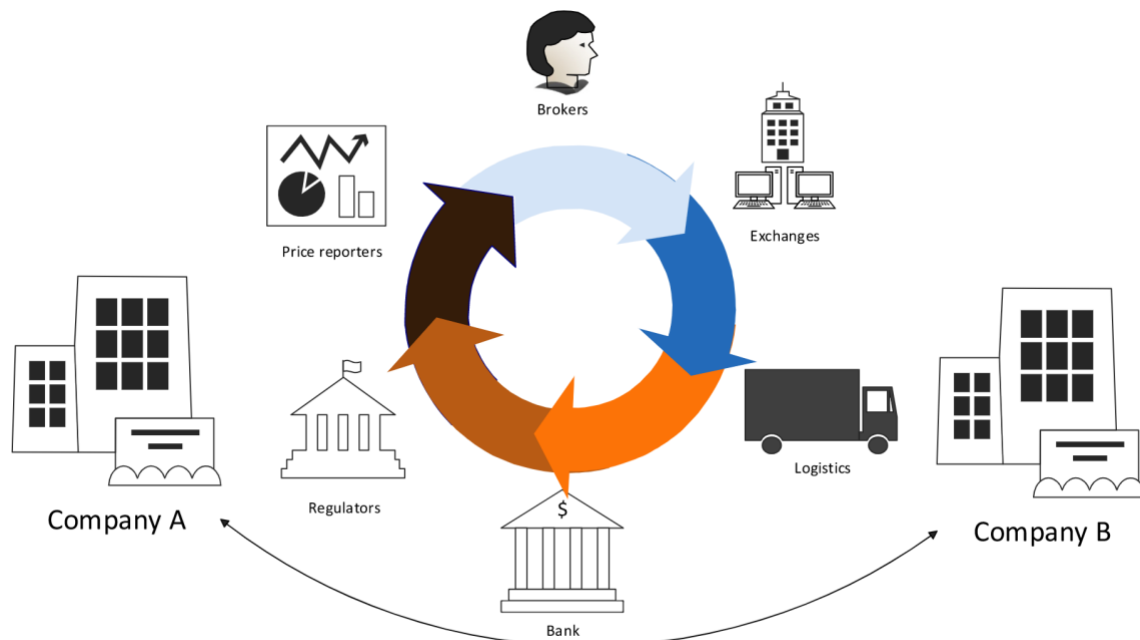 Brokers
Exchanges
Price reporters
Logistics
Regulators
Company A
Company B
$
Bank